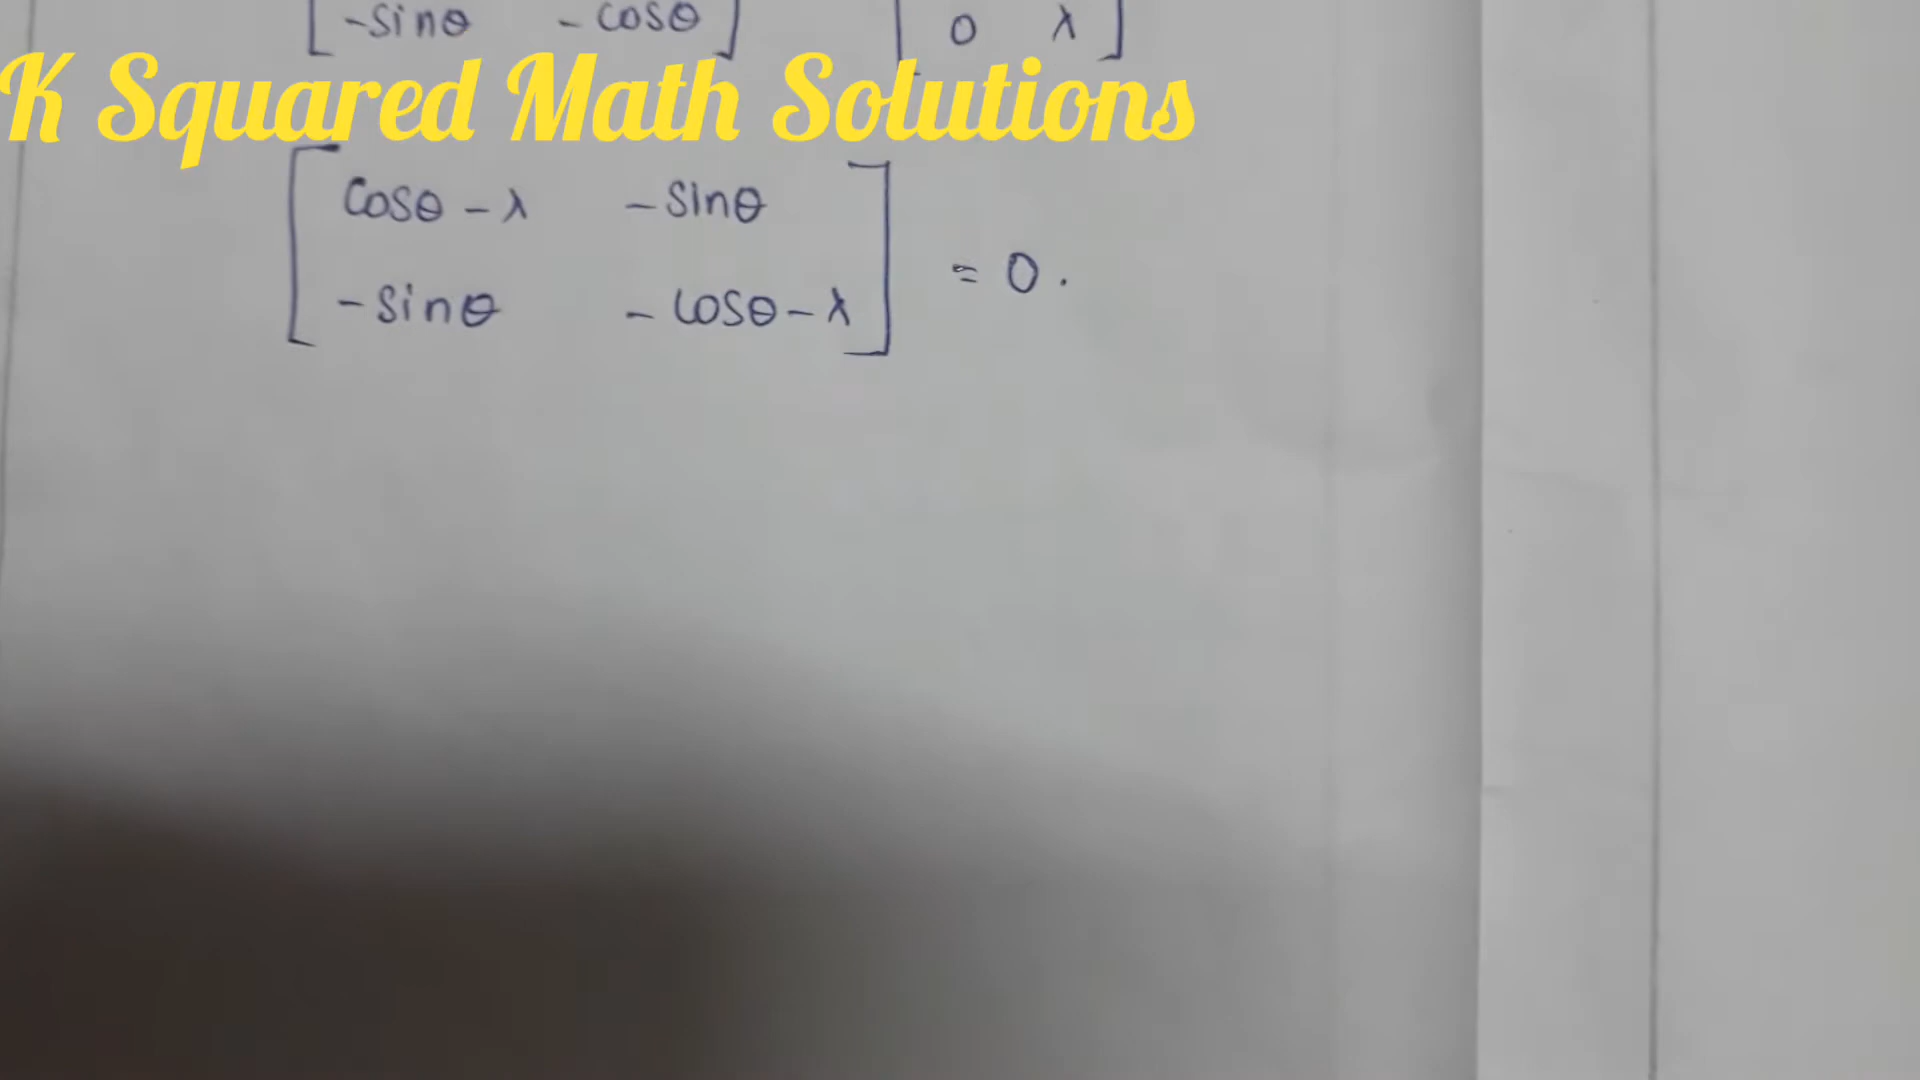 -sinθ -cosθ 0 λ
K Squared Math Solutions
cosθ-λ -sinθ
-sinθ -cosθ-λ
= 0.